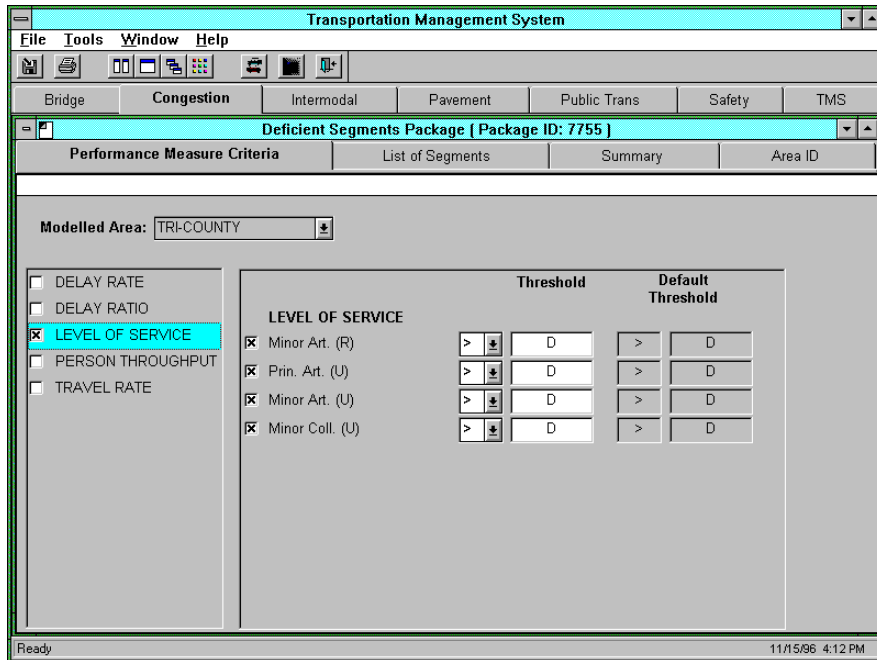 Transportation Management System
File Tools Window Help
Bridge Congestion Intermodal Pavement Public Trans Safety TMS
Deficient Segments Package ( Package ID: 7755 )
Performance Measure Criteria List of Segments Summary Area ID
Modelled Area: TRI-COUNTY
DELAY RATE
DELAY RATIO
LEVEL OF SERVICE
PERSON THROUGHPUT
TRAVEL RATE
Threshold Default Threshold
LEVEL OF SERVICE
Minor Art. (R) > D > D
Prin. Art. (U) > D > D
Minor Art. (U) > D > D
Minor Coll. (U) > D > D
Ready 11/15/96 4:12 PM